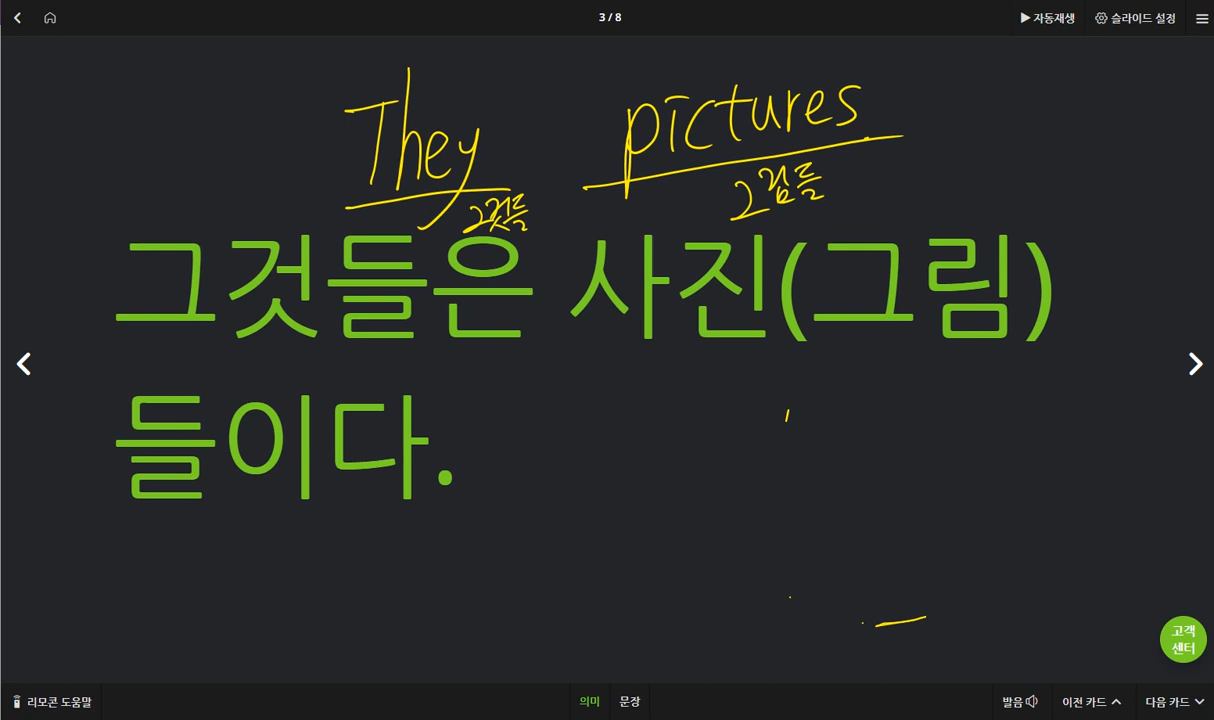 3 / 8
자동재생
슬라이드 설정
They pictures
그것들 그림들
그것들은 사진(그림)
들이다.
고객
센터
리모콘 도움말
의미
문장
발음
이전 카드
다음 카드